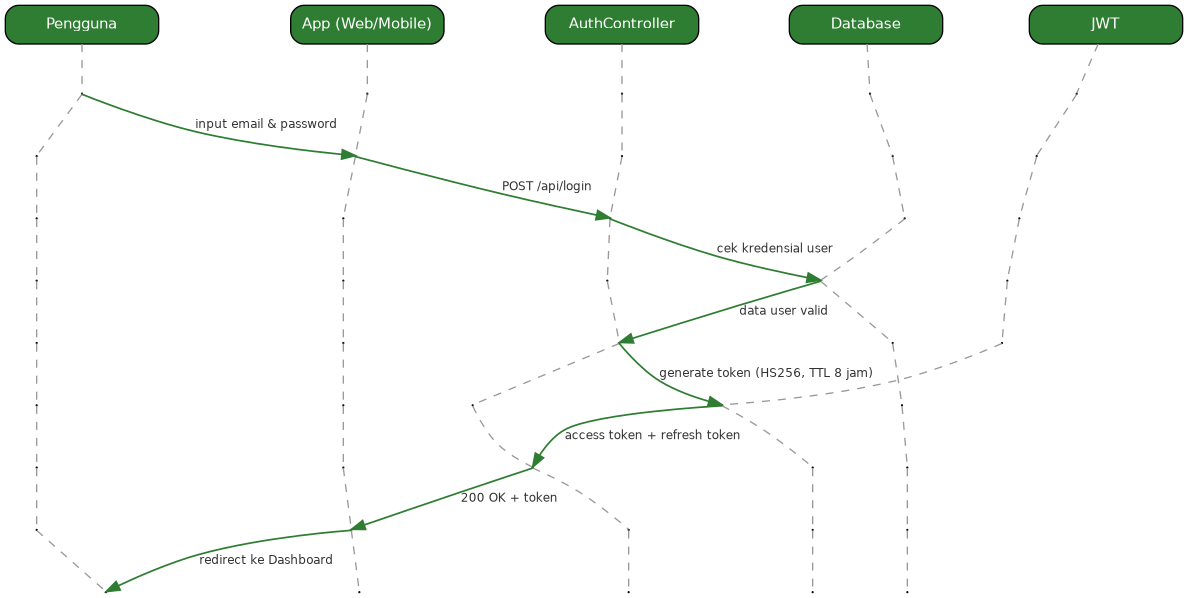 Pengguna
App (Web/Mobile)
AuthController
Database
JWT
input email & password
POST /api/login
cek kredensial user
data user valid
generate token (HS256, TTL 8 jam)
access token + refresh token
200 OK + token
redirect ke Dashboard